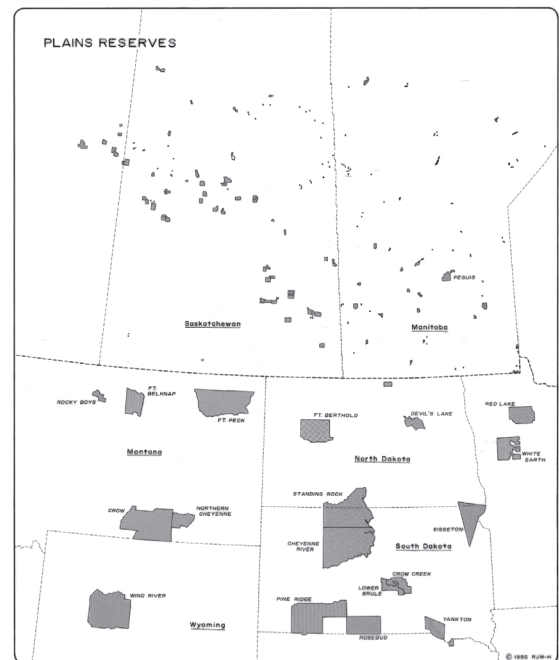 PLAINS RESERVES
PEGUIS
Saskatchewan
Manitoba
ROCKY BOYS
FT.
BELKNAP
FT. PECK
FT. BERTHOLD
DEVIL'S LAKE
RED LAKE
WHITE
EARTH
Montana
North Dakota
CROW
NORTHERN
CHEYENNE
STANDING ROCK
SISSETON
CHEYENNE
RIVER
South Dakota
CROW CREEK
LOWER
BRULE
WIND RIVER
PINE RIDGE
Wyoming
ROSEBUD
YANKTON
© 1992 RJW-H